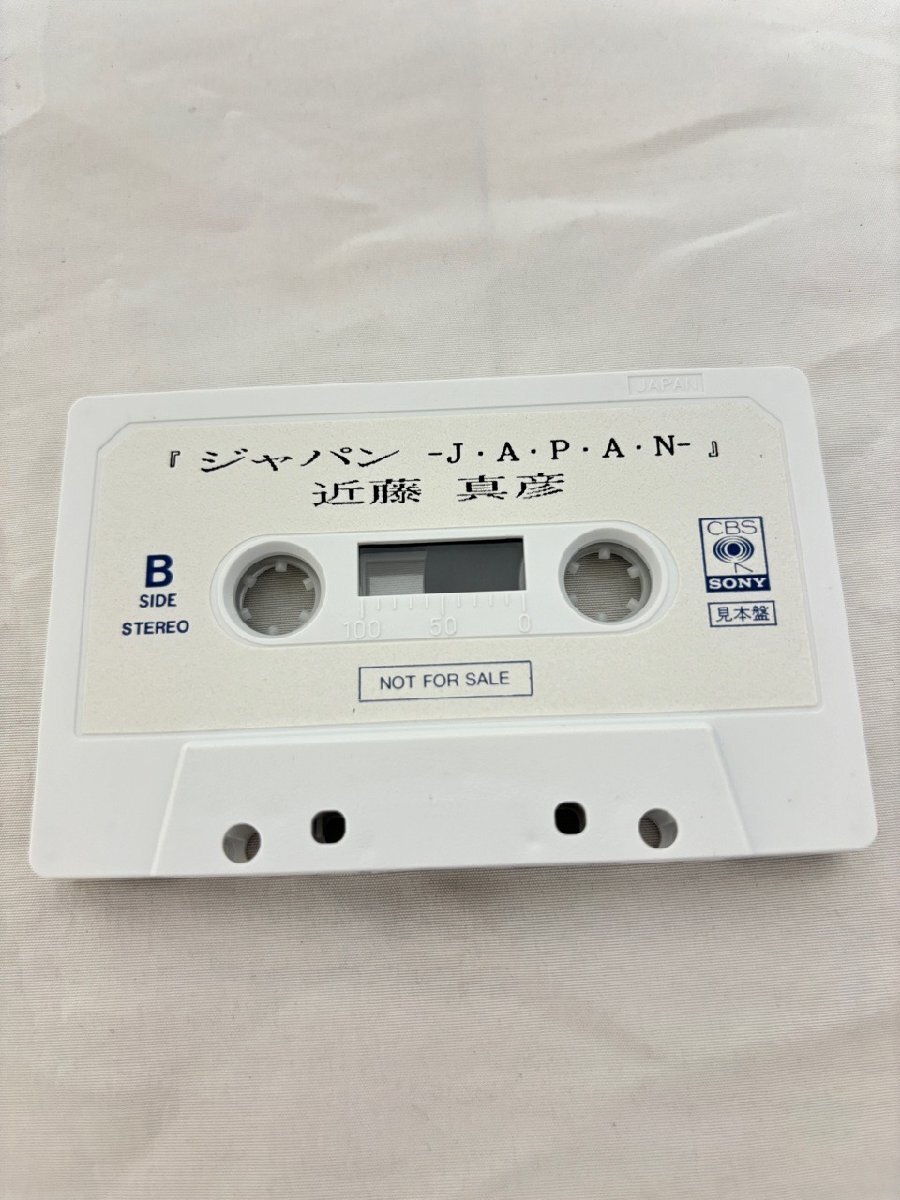 JAPAN
『ジャパン -J・A・P・A・N-』
近藤 真彦
B
SIDE
STEREO
CBS
SONY
見本盤
100 50 0
NOT FOR SALE